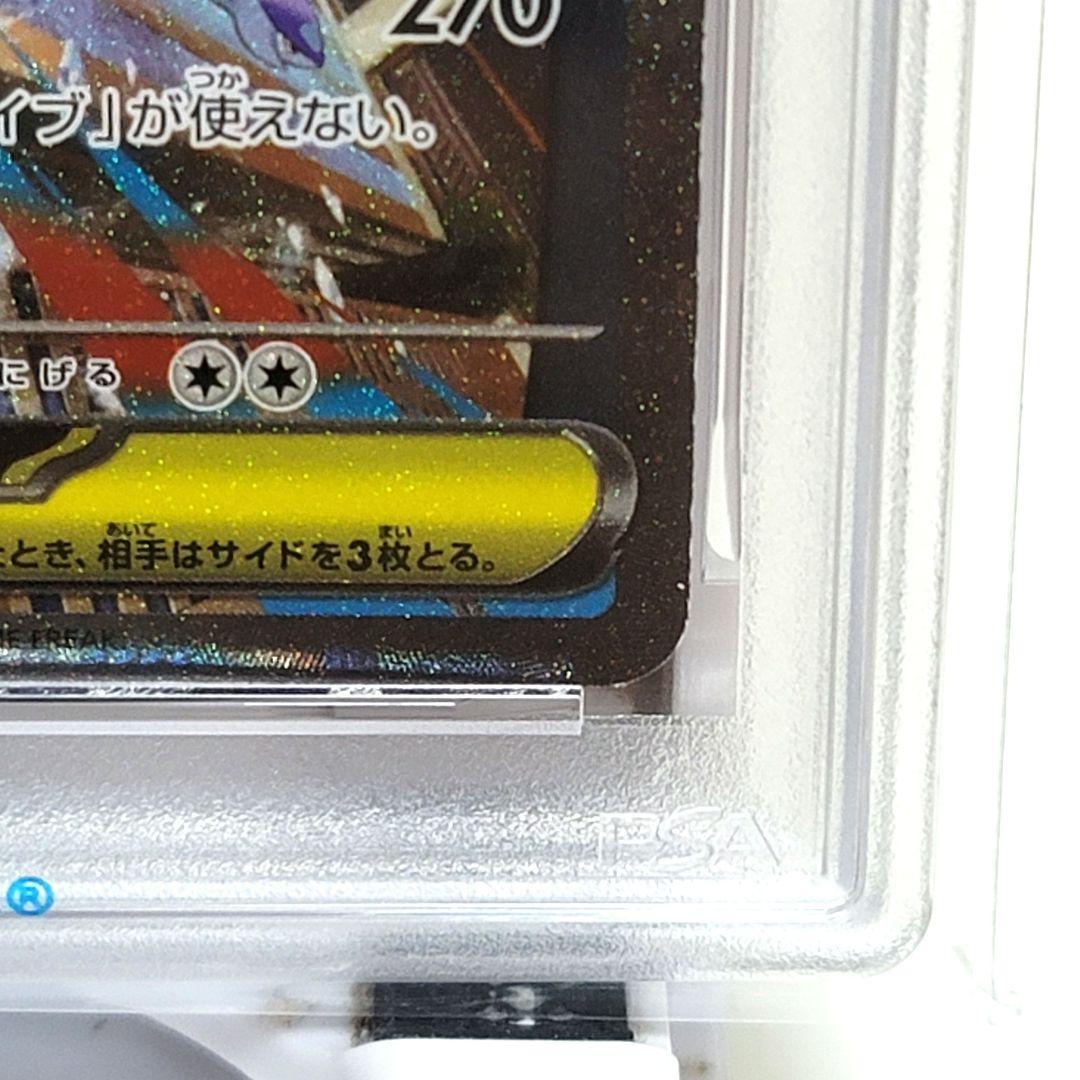 270
イブ」が使えない。
つか
にげる
とき、相手はサイドを3枚とる。
あいて
まい
FREAK
PSA
®